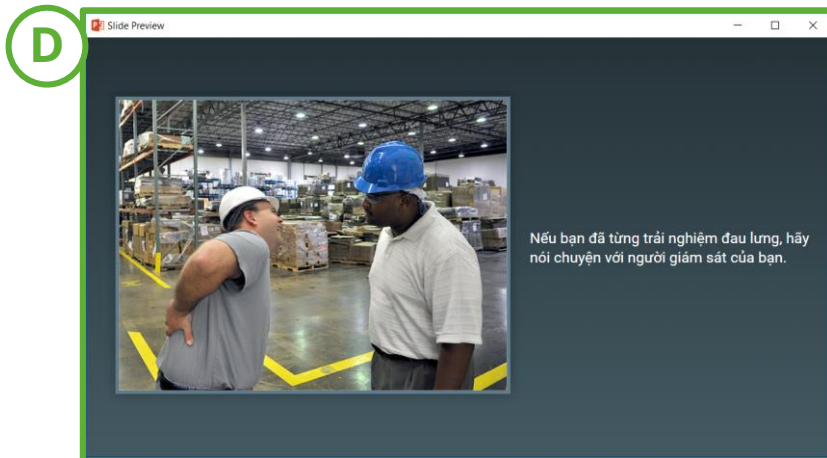 D
Slide Preview
Nếu bạn đã từng trải nghiệm đau lưng, hãy
nói chuyện với người giám sát của bạn.